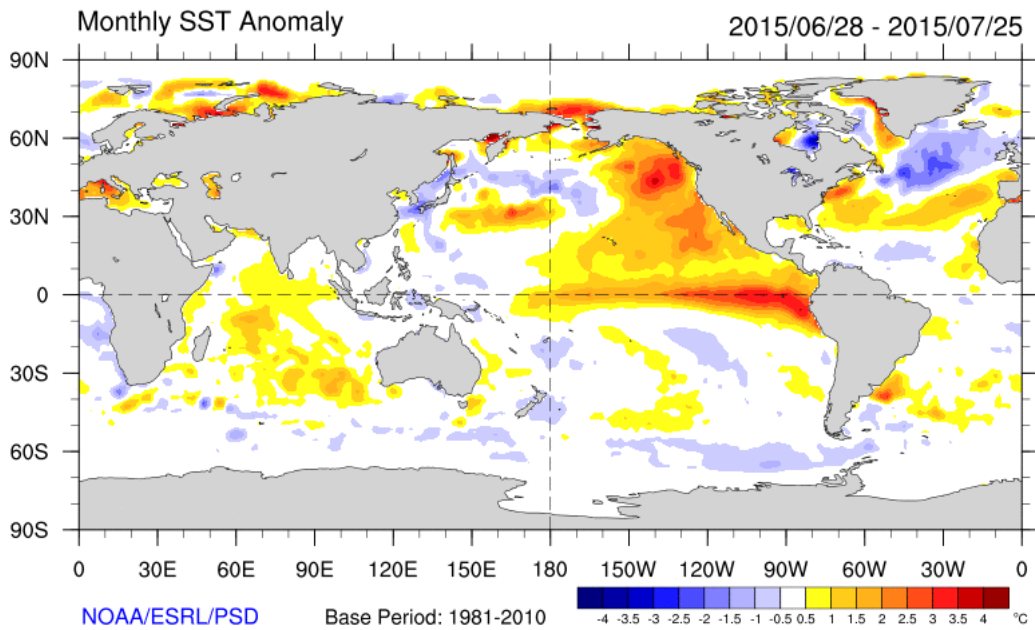 Monthly SST Anomaly 2015/06/28 - 2015/07/25
90N
60N
30N
0
30S
60S
90S
0 30E 60E 90E 120E 150E 180 150W 120W 90W 60W 30W 0
NOAA/ESRL/PSD Base Period: 1981-2010
-4 -3.5 -3 -2.5 -2 -1.5 -1 -0.5 0.5 1 1.5 2 2.5 3 3.5 4 °C